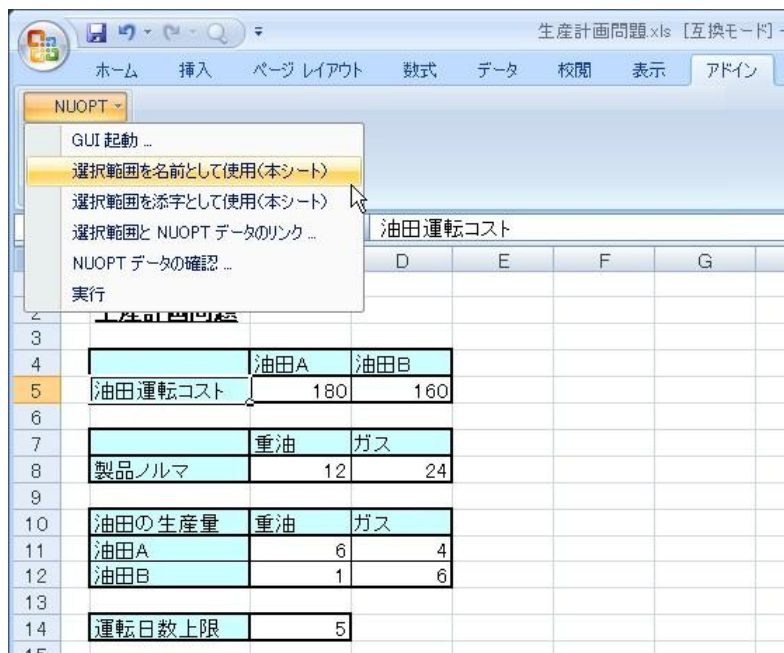 生産計画問題.xls [互換モード] -
ホーム 挿入 ページ レイアウト 数式 データ 校閲 表示 アドイン
NUOPT
GUI 起動 ...
選択範囲を名前として使用(本シート)
選択範囲を添字として使用(本シート)
選択範囲と NUOPT データのリンク ...
NUOPT データの確認 ...
実行
油田運転コスト
D E F G
2 生産計画問題
3
4 油田A 油田B
5 油田運転コスト 180 160
6
7 重油 ガス
8 製品ノルマ 12 24
9
10 油田の生産量 重油 ガス
11 油田A 6 4
12 油田B 1 6
13
14 運転日数上限 5
15